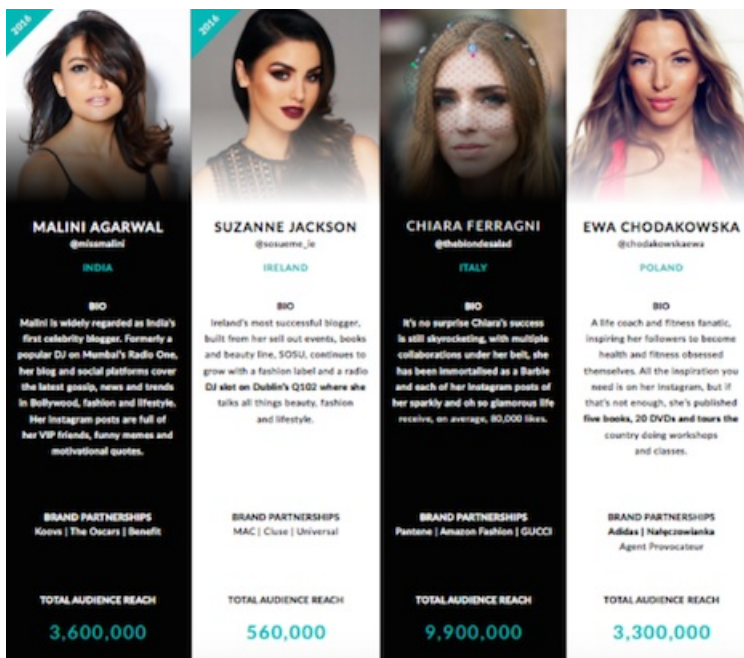 2016
MALINI AGARWAL
@missmalini
INDIA
BIO
Malini is widely regarded as India's
first celebrity blogger. Formerly a
popular DJ on Mumbai's Radio One,
her blog and social platforms cover
the latest gossip, news and trends
in Bollywood, fashion and lifestyle.
Her Instagram posts are full of
her VIP friends, funny memes and
motivational quotes.
BRAND PARTNERSHIPS
Koovs | The Oscars | Benefit
TOTAL AUDIENCE REACH
3,600,000
2016
SUZANNE JACKSON
@sosueme_ie
IRELAND
BIO
Ireland's most successful blogger,
built from her sell out events, books
and beauty line, SOSU, continues to
grow with a fashion label and a radio
DJ slot on Dublin's Q102 where she
talks all things beauty, fashion
and lifestyle.
BRAND PARTNERSHIPS
MAC | Cluse | Universal
TOTAL AUDIENCE REACH
560,000
CHIARA FERRAGNI
@theblondesalad
ITALY
BIO
It's no surprise Chiara's success
is still skyrocketing, with multiple
collaborations under her belt, she
has been immortalised as a Barbie
and each of her Instagram posts of
her sparkly and oh so glamorous life
receive, on average, 80,000 likes.
BRAND PARTNERSHIPS
Pantene | Amazon Fashion | GUCCI
TOTAL AUDIENCE REACH
9,900,000
EWA CHODAKOWSKA
@chodakowskaewa
POLAND
BIO
A life coach and fitness fanatic,
inspiring her followers to become
health and fitness obsessed
themselves. All the inspiration you
need is on her Instagram, but if
that's not enough, she's published
five books, 20 DVDs and tours the
country doing workshops
and classes.
BRAND PARTNERSHIPS
Adidas | Nałęczowianka
Agent Provocateur
TOTAL AUDIENCE REACH
3,300,000